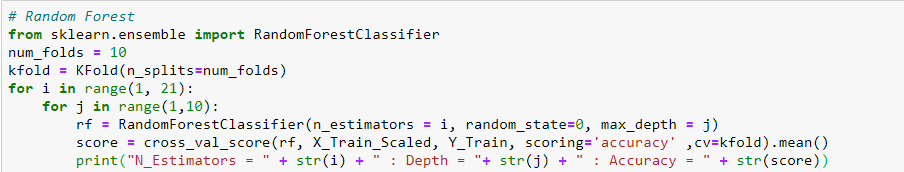 # Random Forest
from sklearn.ensemble import RandomForestClassifier
num_folds = 10
kfold = KFold(n_splits=num_folds)
for i in range(1, 21):
    for j in range(1,10):
        rf = RandomForestClassifier(n_estimators = i, random_state=0, max_depth = j)
        score = cross_val_score(rf, X_Train_Scaled, Y_Train, scoring='accuracy' ,cv=kfold).mean()
        print("N_Estimators = " + str(i) + " : Depth = "+ str(j) + " : Accuracy = " + str(score))